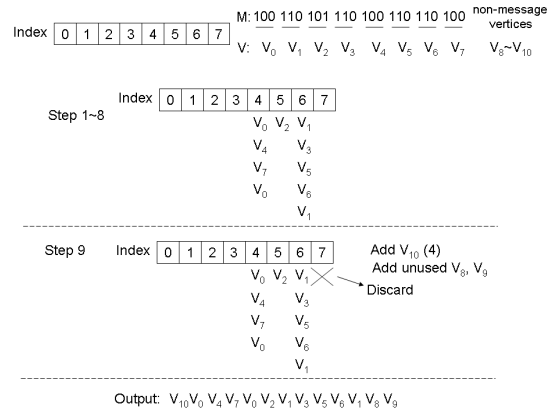 M: 100 110 101 110 100 110 110 100 non-message vertices
Index 0 1 2 3 4 5 6 7
V: V0 V1 V2 V3 V4 V5 V6 V7 V8~V10
Index 0 1 2 3 4 5 6 7
Step 1~8
V0 V2 V1
V4 V3
V7 V5
V0 V6
V1
Step 9 Index 0 1 2 3 4 5 6 7 Add V10 (4)
V0 V2 V1 Add unused V8, V9
Discard
V4 V3
V7 V5
V0 V6
V1
Output: V10V0 V4 V7 V0 V2 V1 V3 V5 V6 V1 V8 V9